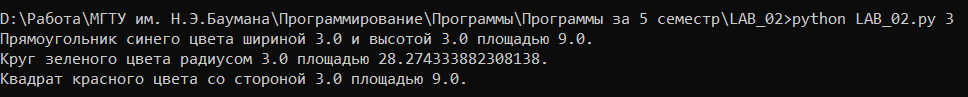 D:\Работа\МГТУ им. Н.Э.Баумана\Программирование\Программы\Программы за 5 семестр\LAB_02>python LAB_02.py 3
Прямоугольник синего цвета шириной 3.0 и высотой 3.0 площадью 9.0.
Круг зеленого цвета радиусом 3.0 площадью 28.274333882308138.
Квадрат красного цвета со стороной 3.0 площадью 9.0.